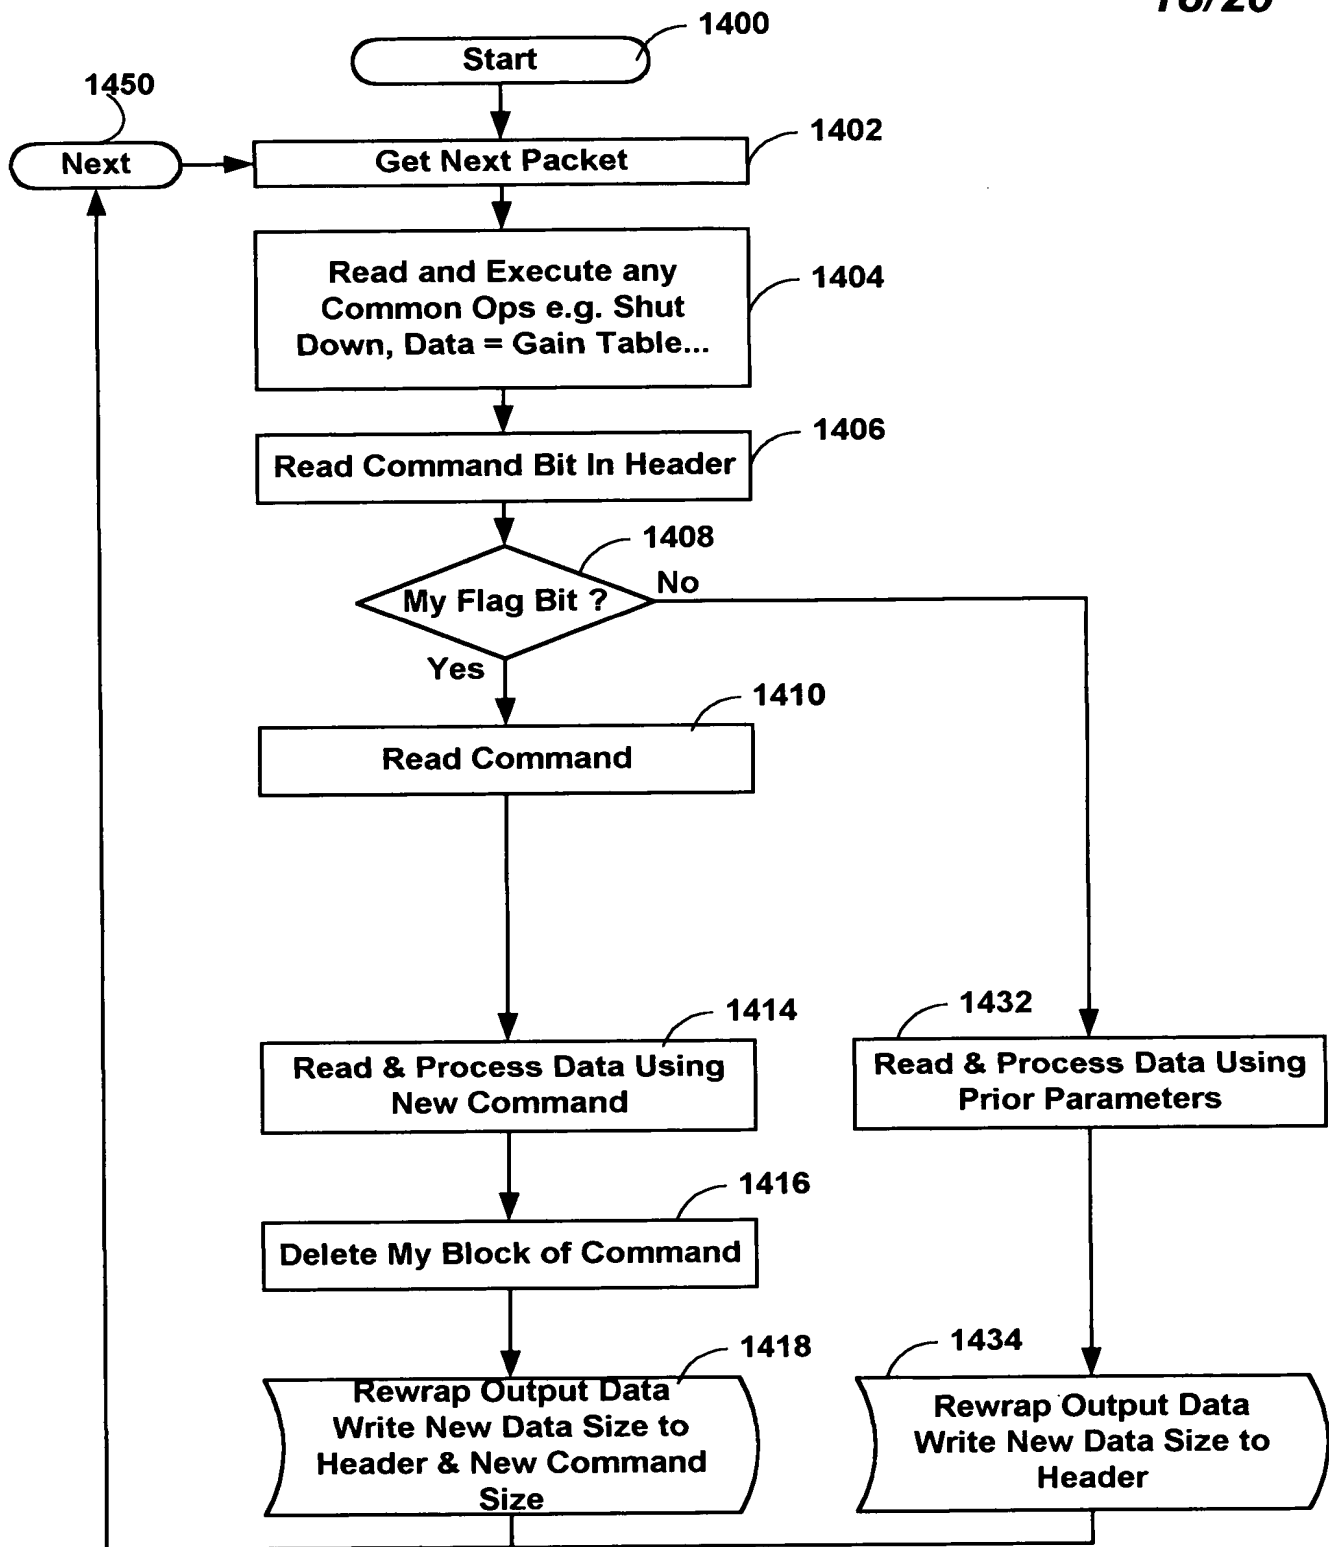 1400
Start
1450
Next
1402
Get Next Packet
Read and Execute any
Common Ops e.g. Shut
Down, Data = Gain Table...
1404
1406
Read Command Bit In Header
1408
My Flag Bit ?
No
Yes
1410
Read Command
1414
Read & Process Data Using
New Command
1432
Read & Process Data Using
Prior Parameters
1416
Delete My Block of Command
1418
Rewrap Output Data
Write New Data Size to
Header & New Command
Size
1434
Rewrap Output Data
Write New Data Size to
Header